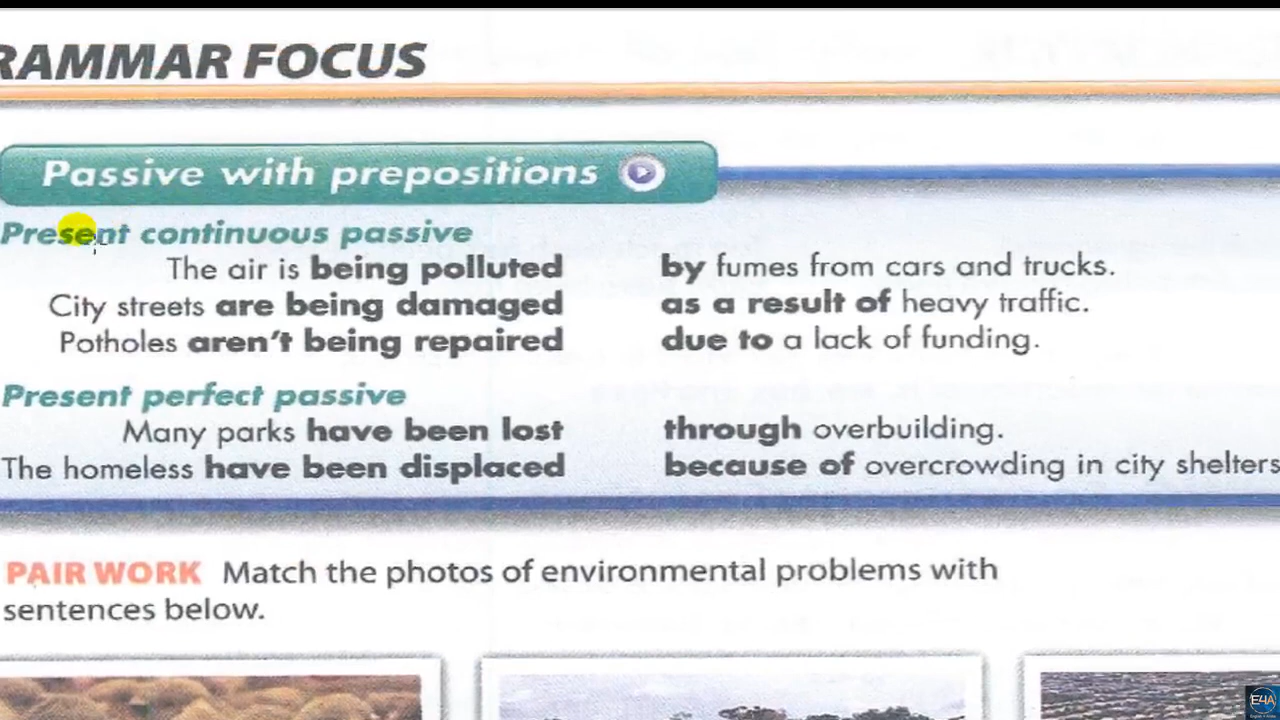 RAMMAR FOCUS
Passive with prepositions
Present continuous passive
The air is being polluted by fumes from cars and trucks.
City streets are being damaged as a result of heavy traffic.
Potholes aren't being repaired due to a lack of funding.
Present perfect passive
Many parks have been lost through overbuilding.
The homeless have been displaced because of overcrowding in city shelters
PAIR WORK Match the photos of environmental problems with
sentences below.
E4A